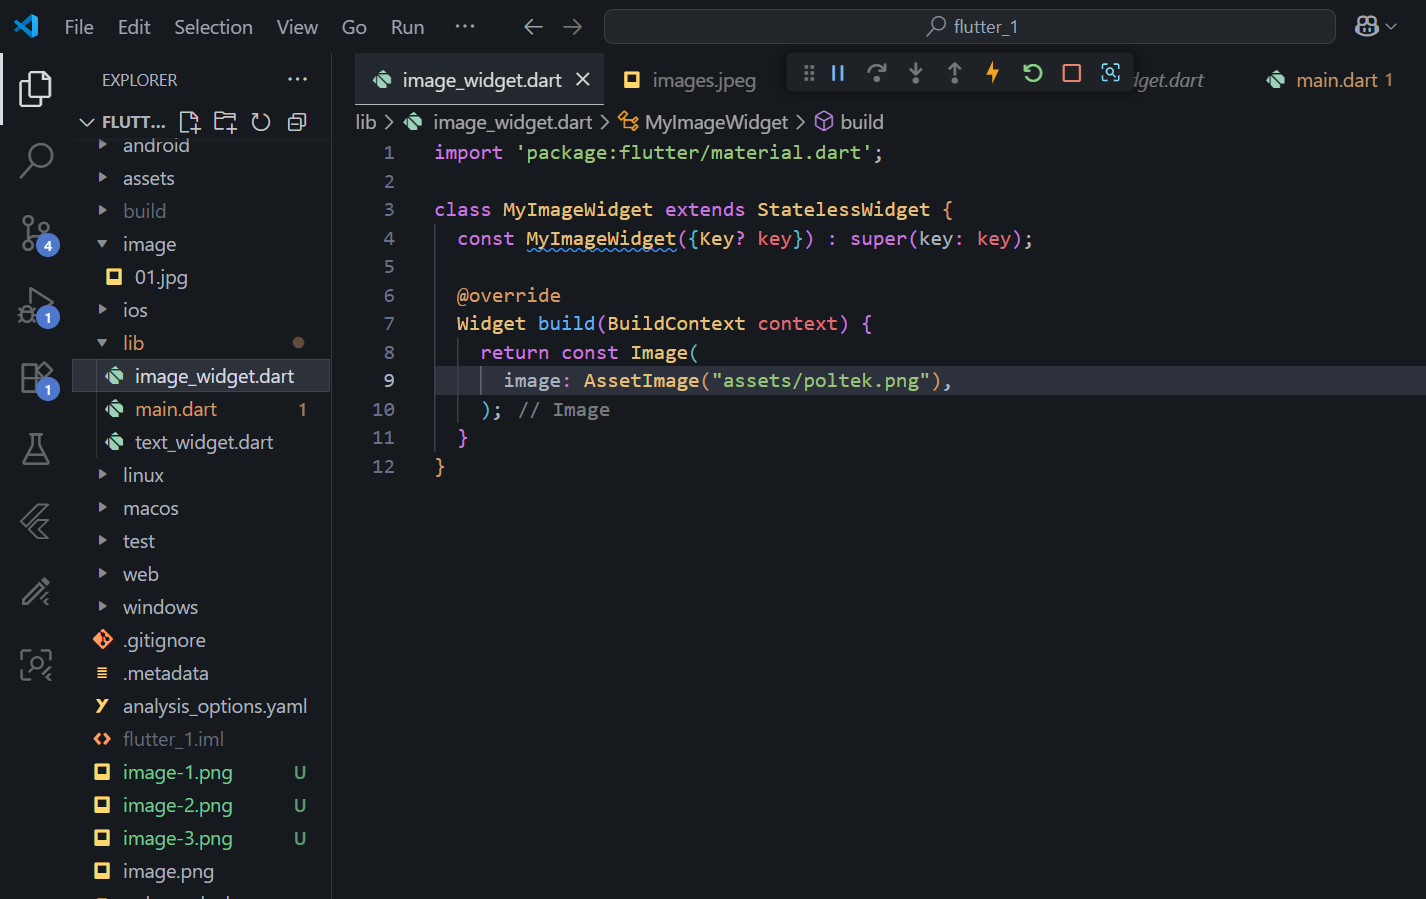 File Edit Selection View Go Run ··· flutter_1
EXPLORER ···
FLUTT...
android
assets
build
image
01.jpg
ios
lib
image_widget.dart
main.dart 1
text_widget.dart
linux
macos
test
web
windows
.gitignore
.metadata
analysis_options.yaml
flutter_1.iml
image-1.png U
image-2.png U
image-3.png U
image.png
4
1
1
image_widget.dart images.jpeg dget.dart main.dart 1
lib > image_widget.dart > MyImageWidget > build
1 import 'package:flutter/material.dart';
2
3 class MyImageWidget extends StatelessWidget {
4 const MyImageWidget({Key? key}) : super(key: key);
5
6 @override
7 Widget build(BuildContext context) {
8 return const Image(
9 image: AssetImage("assets/poltek.png"),
10 ); // Image
11 }
12 }